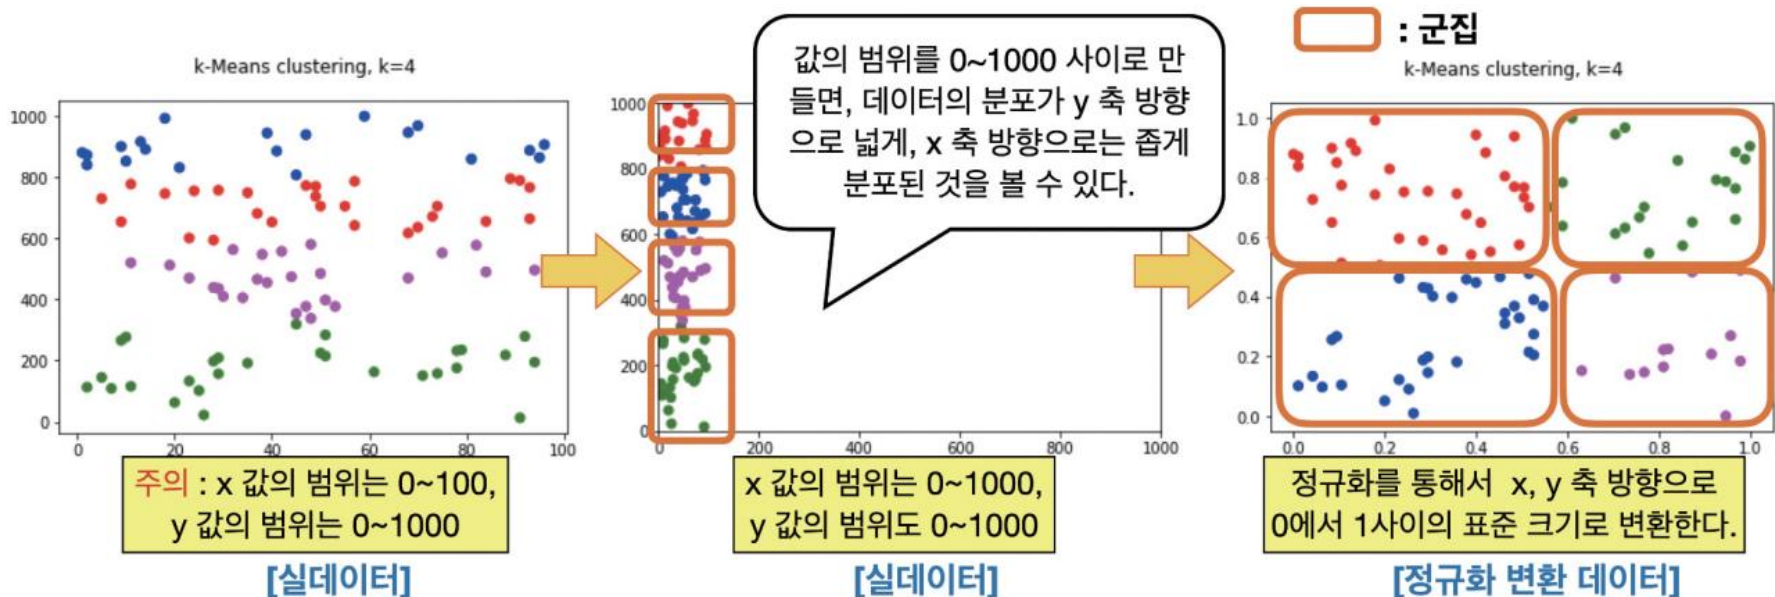 k-Means clustering, k=4
1000
800
600
400
200
0
0 20 40 60 80 100
주의 : x 값의 범위는 0~100,
y 값의 범위는 0~1000
[실데이터]
값의 범위를 0~1000 사이로 만
들면, 데이터의 분포가 y 축 방향
으로 넓게, x 축 방향으로는 좁게
분포된 것을 볼 수 있다.
1000
800
600
400
200
0
0 200 400 600 800 1000
x 값의 범위는 0~1000,
y 값의 범위도 0~1000
[실데이터]
: 군집
k-Means clustering, k=4
1.0
0.8
0.6
0.4
0.2
0.0
0.0 0.2 0.4 0.6 0.8 1.0
정규화를 통해서 x, y 축 방향으로
0에서 1사이의 표준 크기로 변환한다.
[정규화 변환 데이터]